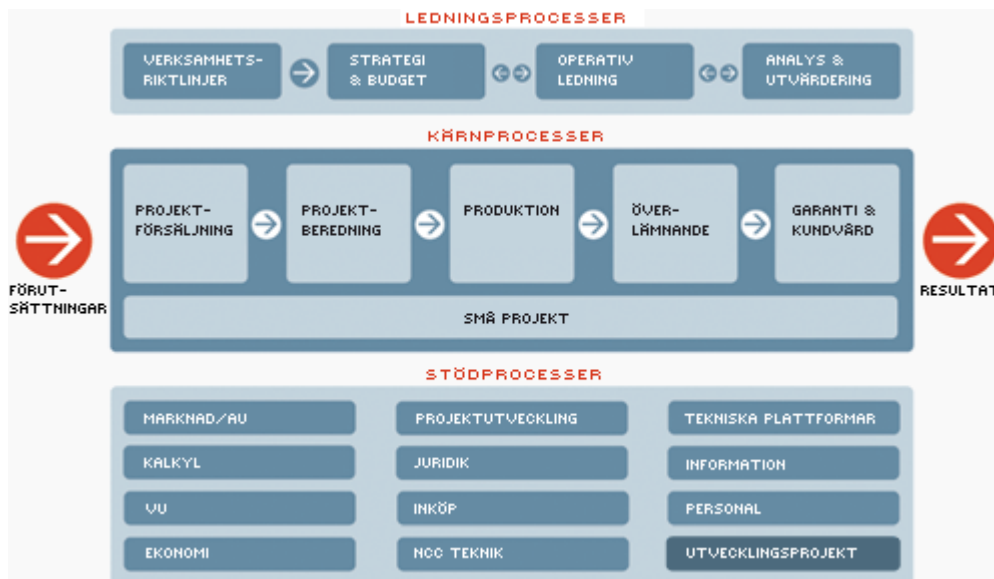 LEDNINGSPROCESSER
VERKSAMHETS-
RIKTLINJER
STRATEGI
& BUDGET
OPERATIV
LEDNING
ANALYS &
UTVÄRDERING
KÄRNPROCESSER
FÖRUT-
SÄTTNINGAR
PROJEKT-
FÖRSÄLJNING
PROJEKT-
BEREDNING
PRODUKTION
ÖVER-
LÄMNANDE
GARANTI &
KUNDVÅRD
RESULTAT
SMÅ PROJEKT
STÖDPROCESSER
MARKNAD/AU
PROJEKTUTVECKLING
TEKNISKA PLATTFORMAR
KALKYL
JURIDIK
INFORMATION
VU
INKÖP
PERSONAL
EKONOMI
NCC TEKNIK
UTVECKLINGSPROJEKT